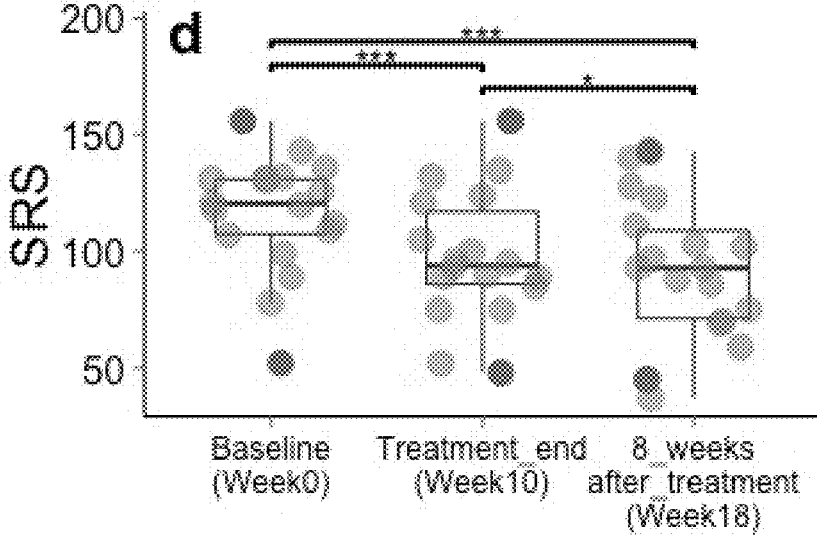 d
200
150
100
50
SRS
***
***
*
Baseline
(Week0)
Treatment_end
(Week10)
8_weeks
after_treatment
(Week18)